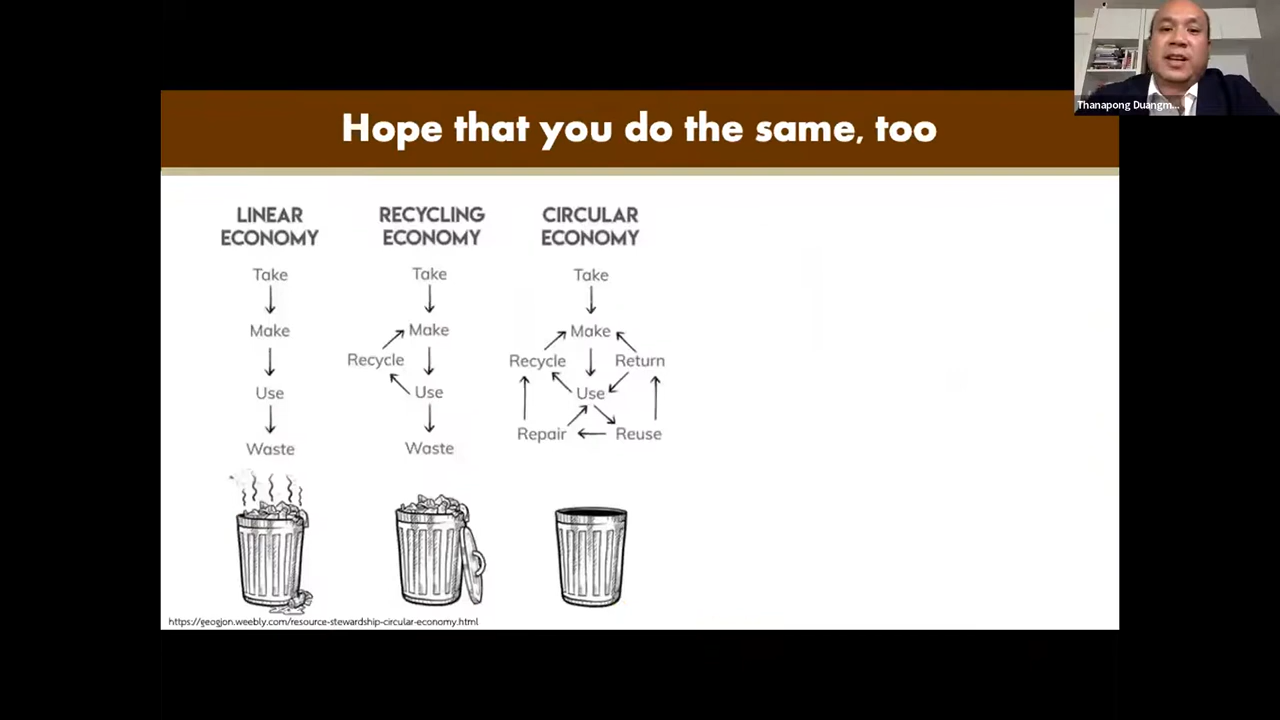 Thanapong Duangm...
Hope that you do the same, too
LINEAR
ECONOMY
Take
Make
Use
Waste
RECYCLING
ECONOMY
Take
Make
Recycle
Use
Waste
CIRCULAR
ECONOMY
Take
Make
Recycle
Return
Use
Repair
Reuse
https://geogjon.weebly.com/resource-stewardship-circular-economy.html